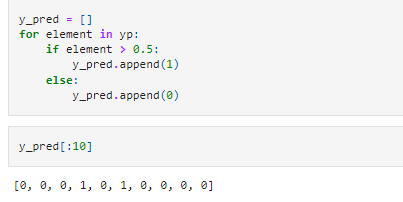 y_pred = []
for element in yp:
    if element > 0.5:
        y_pred.append(1)
    else:
        y_pred.append(0)
y_pred[:10]
[0, 0, 0, 1, 0, 1, 0, 0, 0, 0]